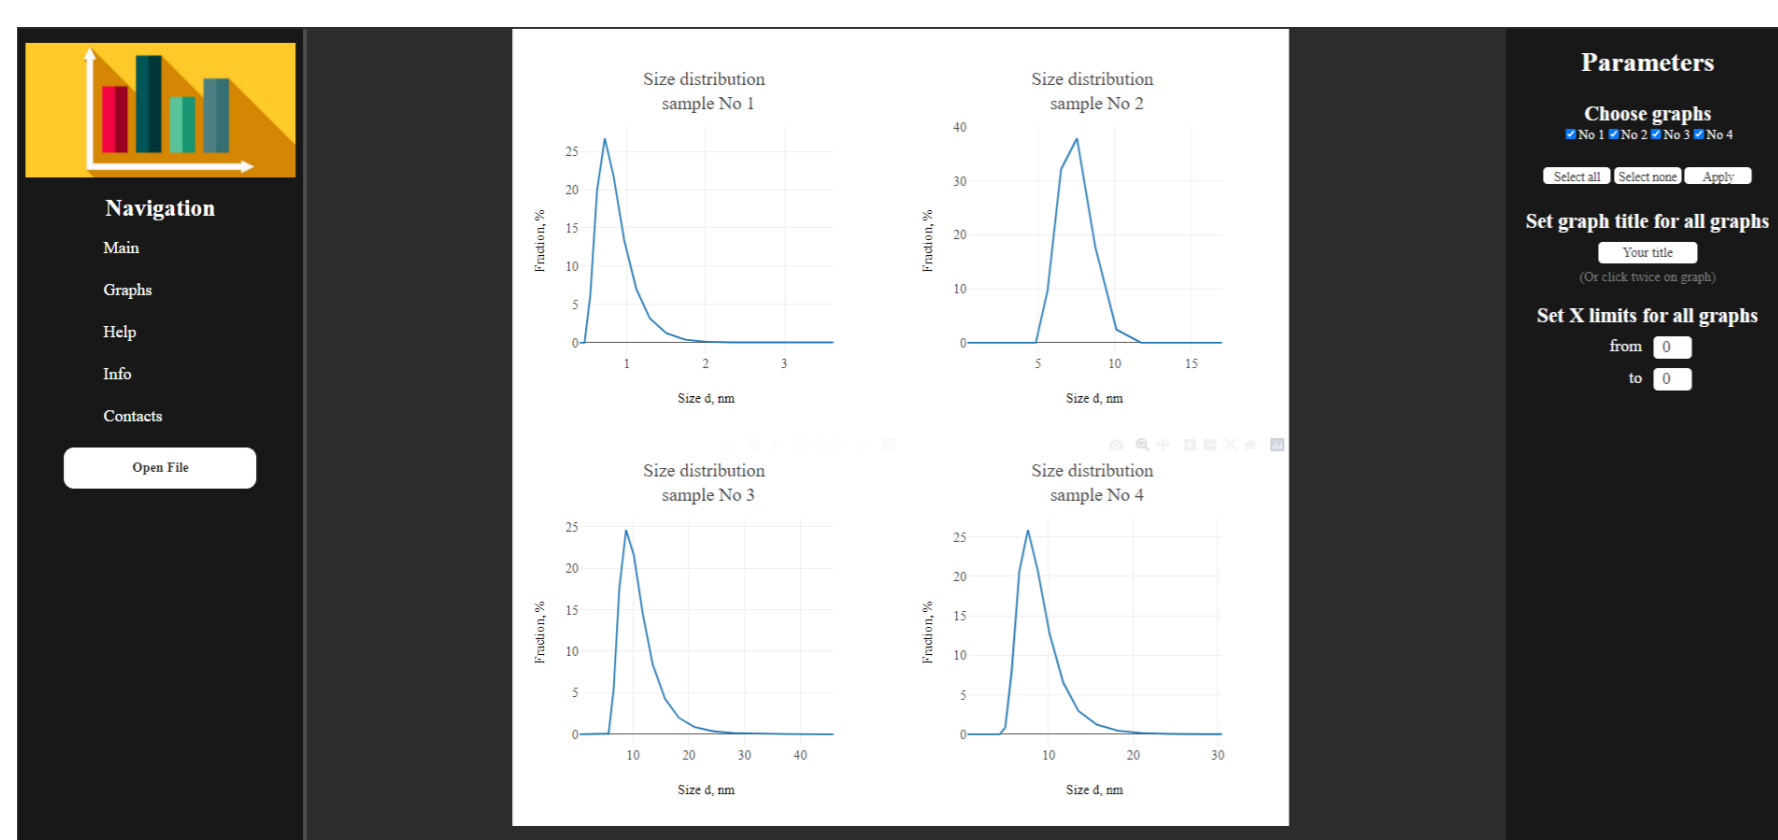 Navigation
Main
Graphs
Help
Info
Contacts
Open File
Size distribution
sample No 1
25
20
15
10
5
0
Fraction, %
1 2 3
Size d, nm
Size distribution
sample No 2
40
30
20
10
0
Fraction, %
5 10 15
Size d, nm
Size distribution
sample No 3
25
20
15
10
5
0
Fraction, %
10 20 30 40
Size d, nm
Size distribution
sample No 4
25
20
15
10
5
0
Fraction, %
10 20 30
Size d, nm
Parameters
Choose graphs
No 1 No 2 No 3 No 4
Select all Select none Apply
Set graph title for all graphs
Your title
(Or click twice on graph)
Set X limits for all graphs
from 0
to 0